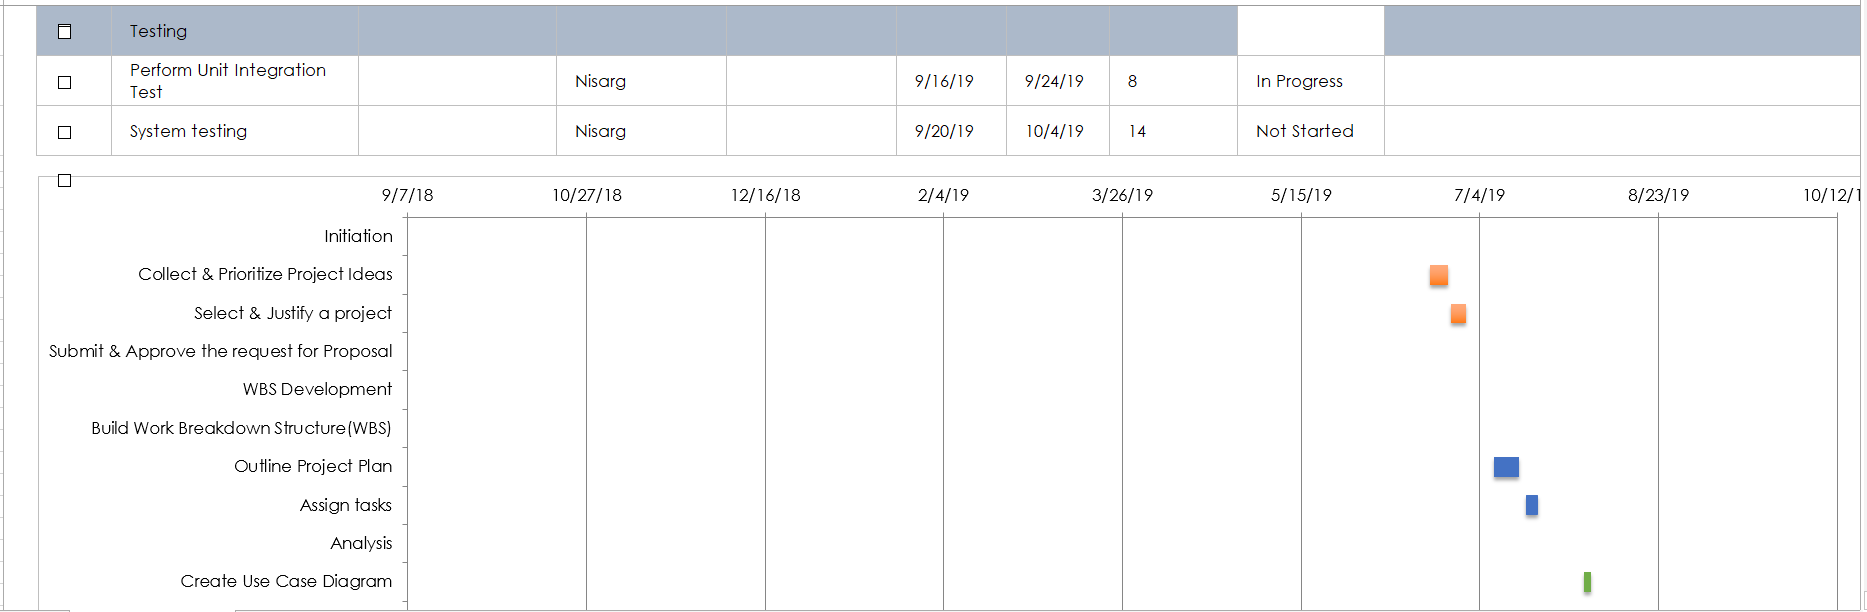 Testing
Perform Unit Integration
Test
Nisarg
9/16/19
9/24/19
8
In Progress
System testing
Nisarg
9/20/19
10/4/19
14
Not Started
9/7/18
10/27/18
12/16/18
2/4/19
3/26/19
5/15/19
7/4/19
8/23/19
10/12/1
Initiation
Collect & Prioritize Project Ideas
Select & Justify a project
Submit & Approve the request for Proposal
WBS Development
Build Work Breakdown Structure(WBS)
Outline Project Plan
Assign tasks
Analysis
Create Use Case Diagram